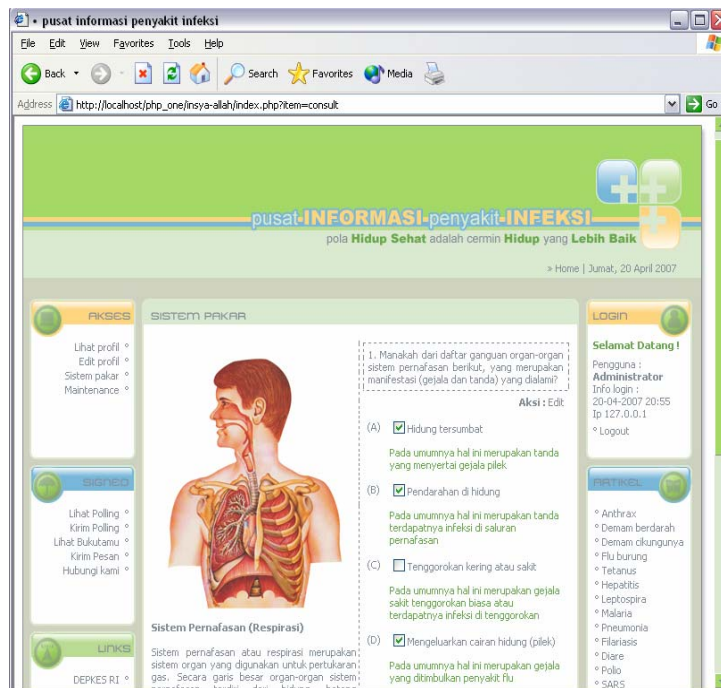 pusat informasi penyakit infeksi
File Edit View Favorites Tools Help
Back Search Favorites Media
Address http://localhost/php_one/insya-allah/index.php?item=consult Go
pusat INFORMASI penyakit INFEKSI
pola Hidup Sehat adalah cermin Hidup yang Lebih Baik
» Home | Jumat, 20 April 2007
AKSES
Lihat profil °
Edit profil °
Sistem pakar °
Maintenance °
SIGNED
Lihat Polling °
Kirim Polling °
Lihat Bukutamu °
Kirim Pesan °
Hubungi kami °
LINKS
DEPKES RI °
SISTEM PAKAR
Sistem Pernafasan (Respirasi)
Sistem pernafasan atau respirasi merupakan
sistem organ yang digunakan untuk pertukaran
gas. Secara garis besar organ-organ sistem
pernafasan terdiri dari hidung, batang
1. Manakah dari daftar ganguan organ-organ
sistem pernafasan berikut, yang merupakan
manifestasi (gejala dan tanda) yang dialami?
Aksi : Edit
(A) Hidung tersumbat
Pada umumnya hal ini merupakan tanda
yang menyertai gejala pilek
(B) Pendarahan di hidung
Pada umumnya hal ini merupakan tanda
terdapatnya infeksi di saluran
pernafasan
(C) Tenggorokan kering atau sakit
Pada umumnya hal ini merupakan gejala
sakit tenggorokan biasa atau
terdapatnya infeksi di tenggorokan
(D) Mengeluarkan cairan hidung (pilek)
Pada umumnya hal ini merupakan gejala
yang ditimbulkan penyakit flu
LOGIN
Selamat Datang !
Pengguna :
Administrator
Info login :
20-04-2007 20:55
Ip 127.0.0.1
° Logout
ARTIKEL
° Anthrax
° Demam berdarah
° Demam cikungunya
° Flu burung
° Tetanus
° Hepatitis
° Leptospira
° Malaria
° Pneumonia
° Filariasis
° Diare
° Polio
° SARS